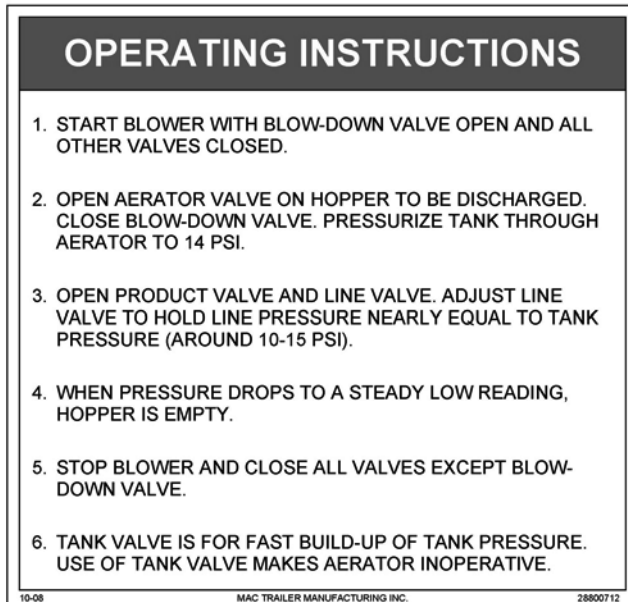 OPERATING INSTRUCTIONS
1. START BLOWER WITH BLOW-DOWN VALVE OPEN AND ALL
OTHER VALVES CLOSED.
2. OPEN AERATOR VALVE ON HOPPER TO BE DISCHARGED.
CLOSE BLOW-DOWN VALVE. PRESSURIZE TANK THROUGH
AERATOR TO 14 PSI.
3. OPEN PRODUCT VALVE AND LINE VALVE. ADJUST LINE
VALVE TO HOLD LINE PRESSURE NEARLY EQUAL TO TANK
PRESSURE (AROUND 10-15 PSI).
4. WHEN PRESSURE DROPS TO A STEADY LOW READING,
HOPPER IS EMPTY.
5. STOP BLOWER AND CLOSE ALL VALVES EXCEPT BLOW-
DOWN VALVE.
6. TANK VALVE IS FOR FAST BUILD-UP OF TANK PRESSURE.
USE OF TANK VALVE MAKES AERATOR INOPERATIVE.
10-08 MAC TRAILER MANUFACTURING INC. 28800712